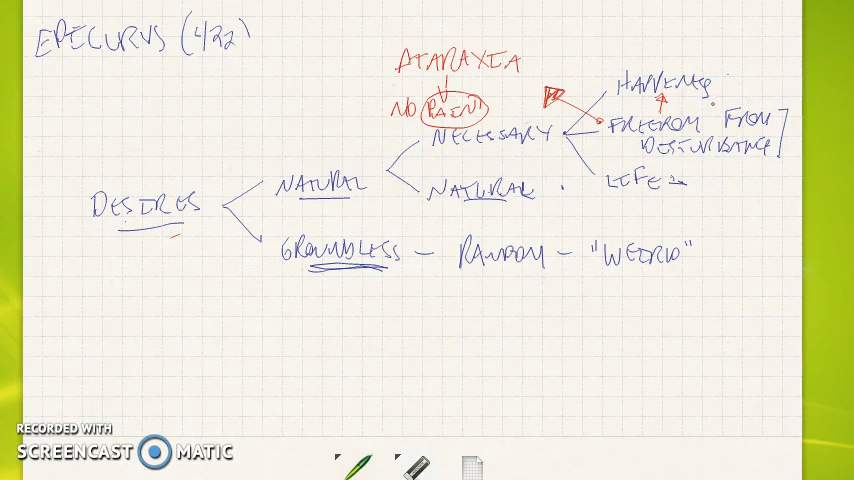 EPICURUS (4/22)
ATARAXIA
NO PAIN
HAPPINESS
NECESSARY
FREEDOM FROM
DISTURBANCE
LIFE
DESIRES
NATURAL
NATURAL
GROUNDLESS - RANDOM - "WEIRD"
RECORDED WITH
SCREENCAST MATIC